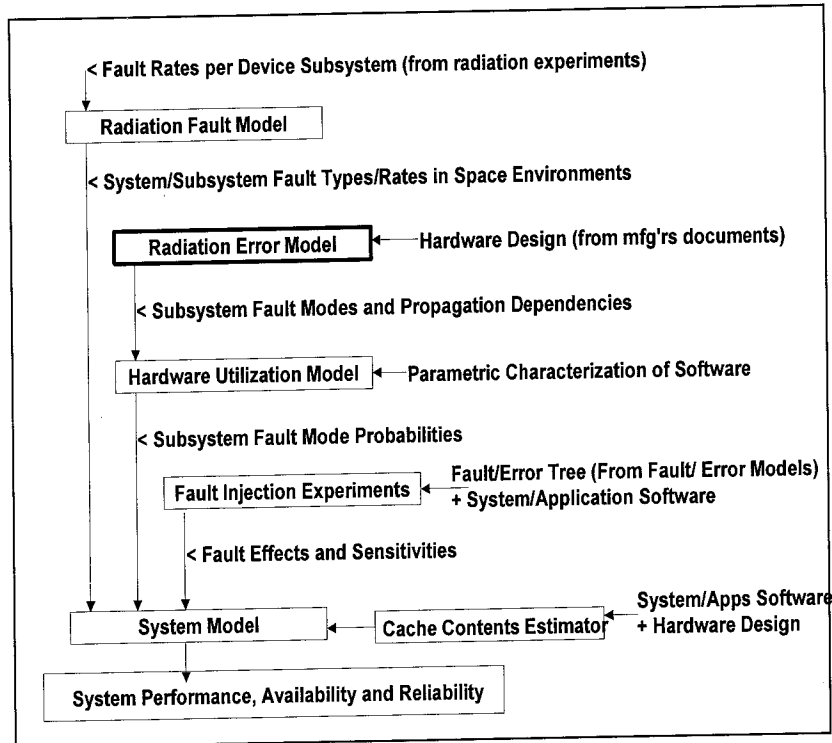 < Fault Rates per Device Subsystem (from radiation experiments)
Radiation Fault Model
< System/Subsystem Fault Types/Rates in Space Environments
Radiation Error Model
Hardware Design (from mfg'rs documents)
< Subsystem Fault Modes and Propagation Dependencies
Hardware Utilization Model
Parametric Characterization of Software
< Subsystem Fault Mode Probabilities
Fault Injection Experiments
Fault/Error Tree (From Fault/ Error Models)
+ System/Application Software
< Fault Effects and Sensitivities
System Model
Cache Contents Estimator
System/Apps Software
+ Hardware Design
System Performance, Availability and Reliability